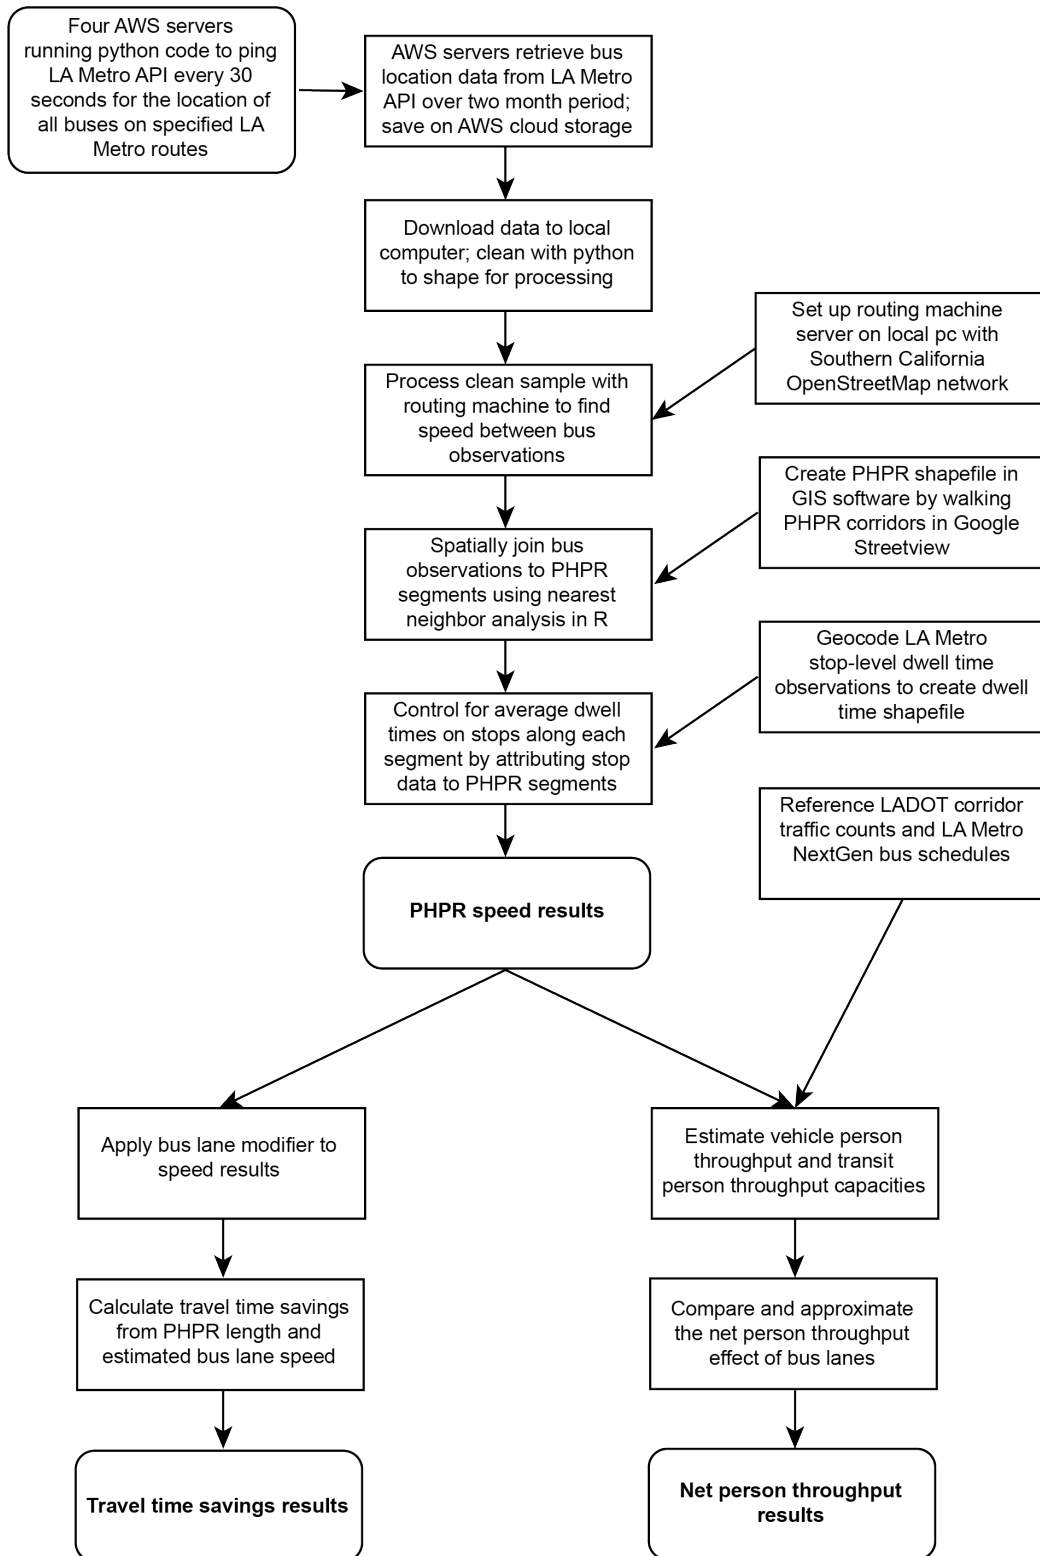 Four AWS servers
running python code to ping
LA Metro API every 30
seconds for the location of
all buses on specified LA
Metro routes
AWS servers retrieve bus
location data from LA Metro
API over two month period;
save on AWS cloud storage
Download data to local
computer; clean with python
to shape for processing
Set up routing machine
server on local pc with
Southern California
OpenStreetMap network
Process clean sample with
routing machine to find
speed between bus
observations
Create PHPR shapefile in
GIS software by walking
PHPR corridors in Google
Streetview
Spatially join bus
observations to PHPR
segments using nearest
neighbor analysis in R
Geocode LA Metro
stop-level dwell time
observations to create dwell
time shapefile
Control for average dwell
times on stops along each
segment by attributing stop
data to PHPR segments
Reference LADOT corridor
traffic counts and LA Metro
NextGen bus schedules
PHPR speed results
Apply bus lane modifier to
speed results
Estimate vehicle person
throughput and transit
person throughput capacities
Calculate travel time savings
from PHPR length and
estimated bus lane speed
Compare and approximate
the net person throughput
effect of bus lanes
Travel time savings results
Net person throughput
results